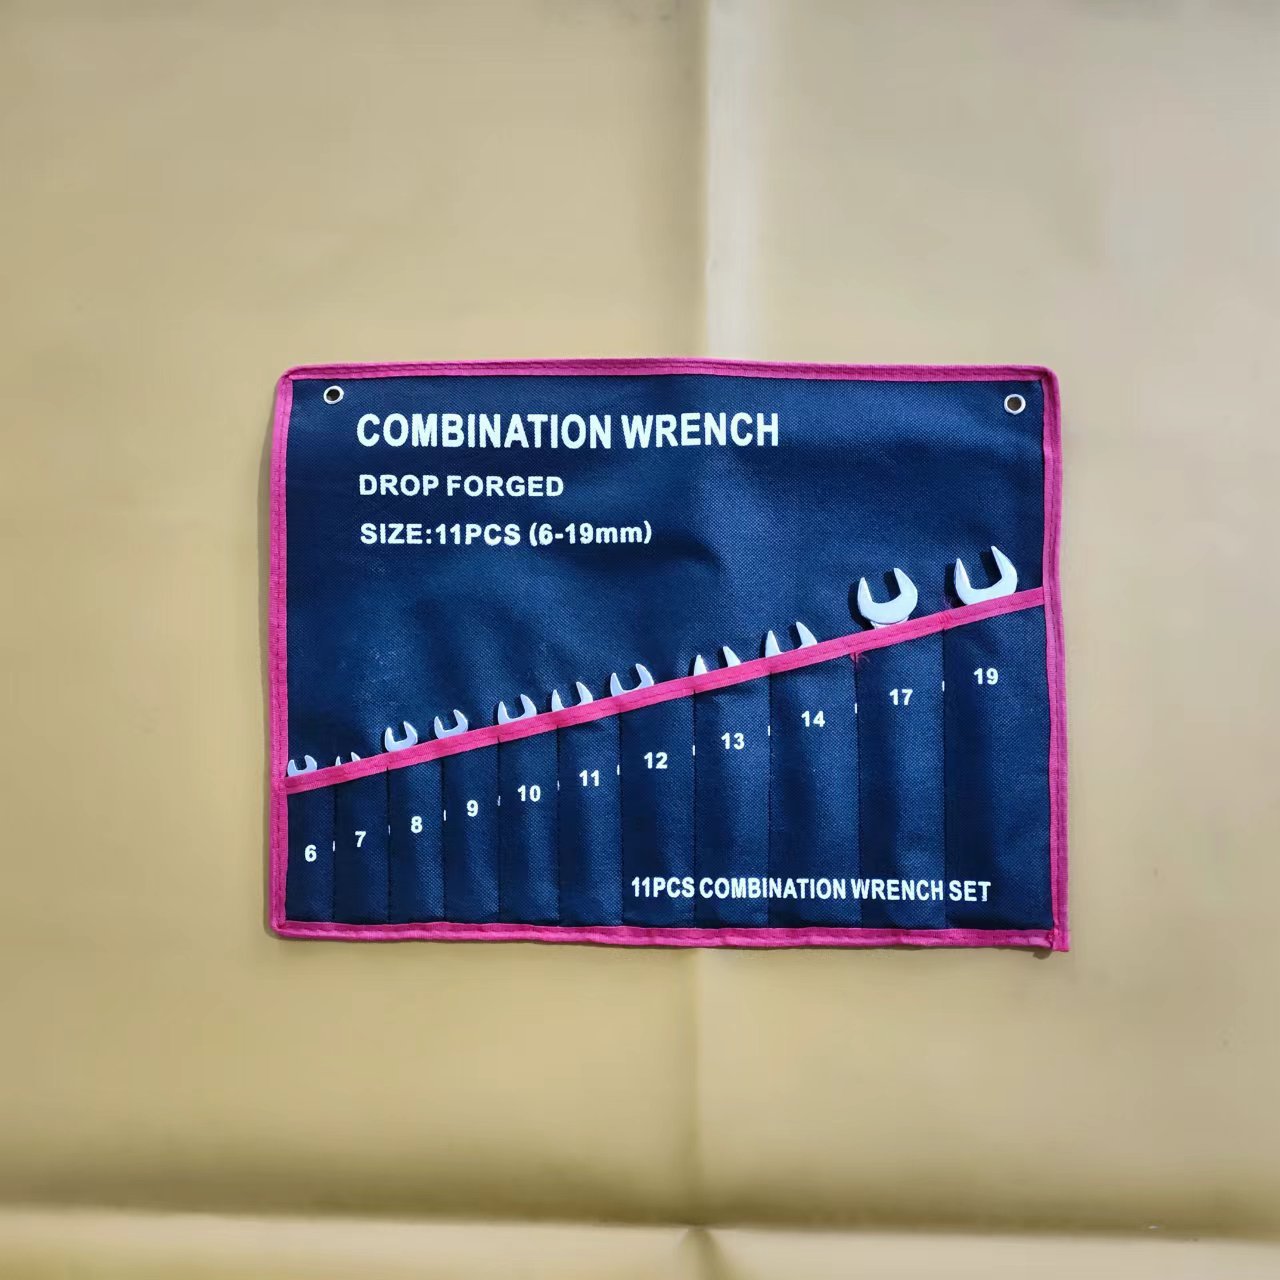 COMBINATION WRENCH
DROP FORGED
SIZE:11PCS (6-19mm)
6 7 8 9 10 11 12 13 14 17 19
11PCS COMBINATION WRENCH SET